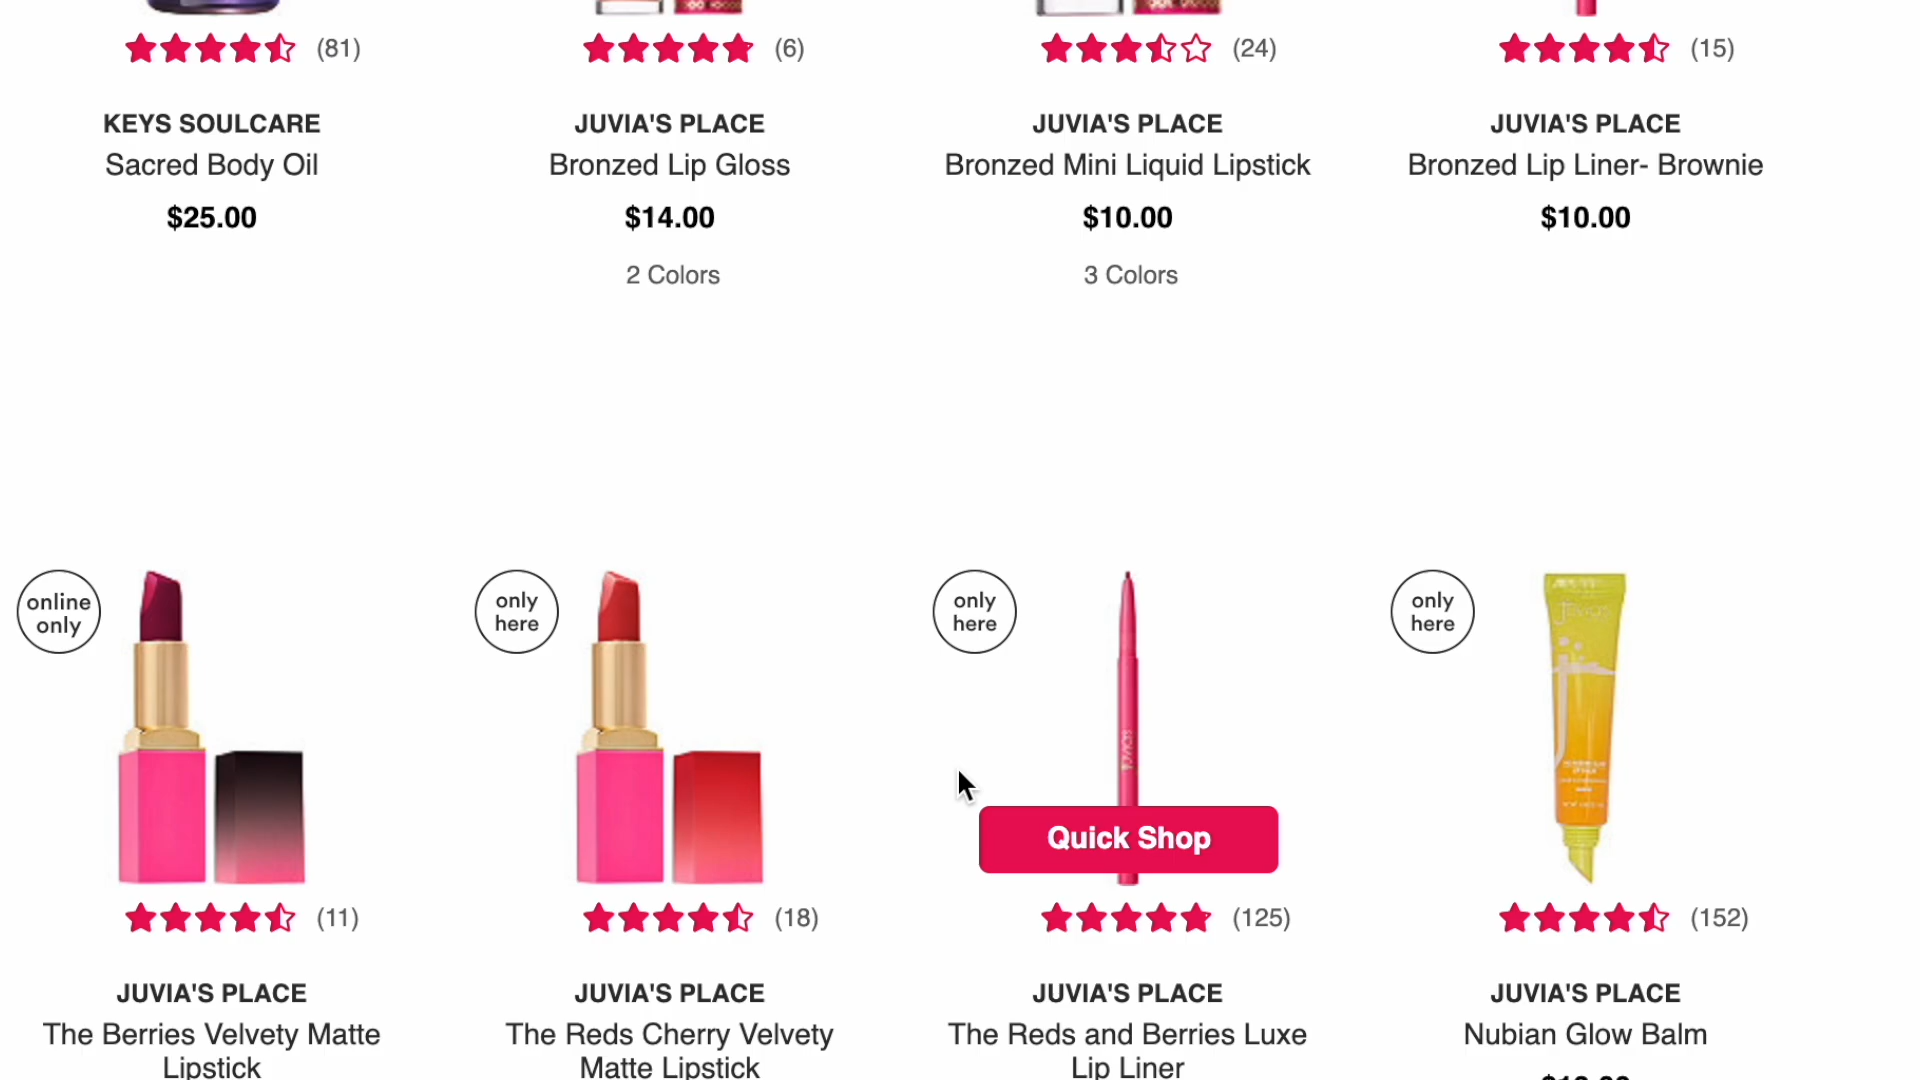 (81)
(6)
(24)
(15)
KEYS SOULCARE
Sacred Body Oil
$25.00
JUVIA'S PLACE
Bronzed Lip Gloss
$14.00
2 Colors
JUVIA'S PLACE
Bronzed Mini Liquid Lipstick
$10.00
3 Colors
JUVIA'S PLACE
Bronzed Lip Liner- Brownie
$10.00
online
only
only
here
only
here
only
here
juvia's
Quick Shop
(11)
(18)
(125)
(152)
JUVIA'S PLACE
The Berries Velvety Matte
Lipstick
JUVIA'S PLACE
The Reds Cherry Velvety
Matte Lipstick
JUVIA'S PLACE
The Reds and Berries Luxe
Lip Liner
JUVIA'S PLACE
Nubian Glow Balm